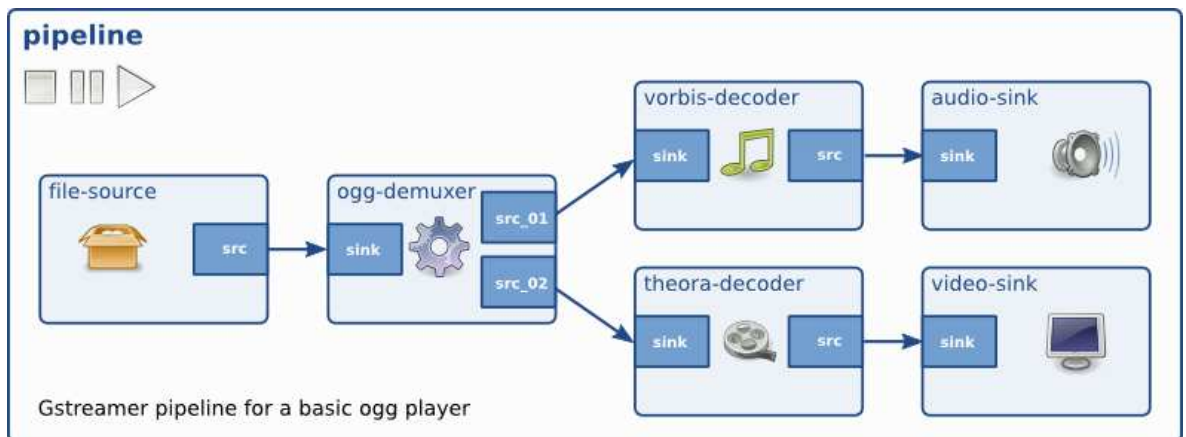 pipeline
file-source
src
ogg-demuxer
sink
src_01
src_02
vorbis-decoder
sink
src
audio-sink
sink
theora-decoder
sink
src
video-sink
sink
Gstreamer pipeline for a basic ogg player